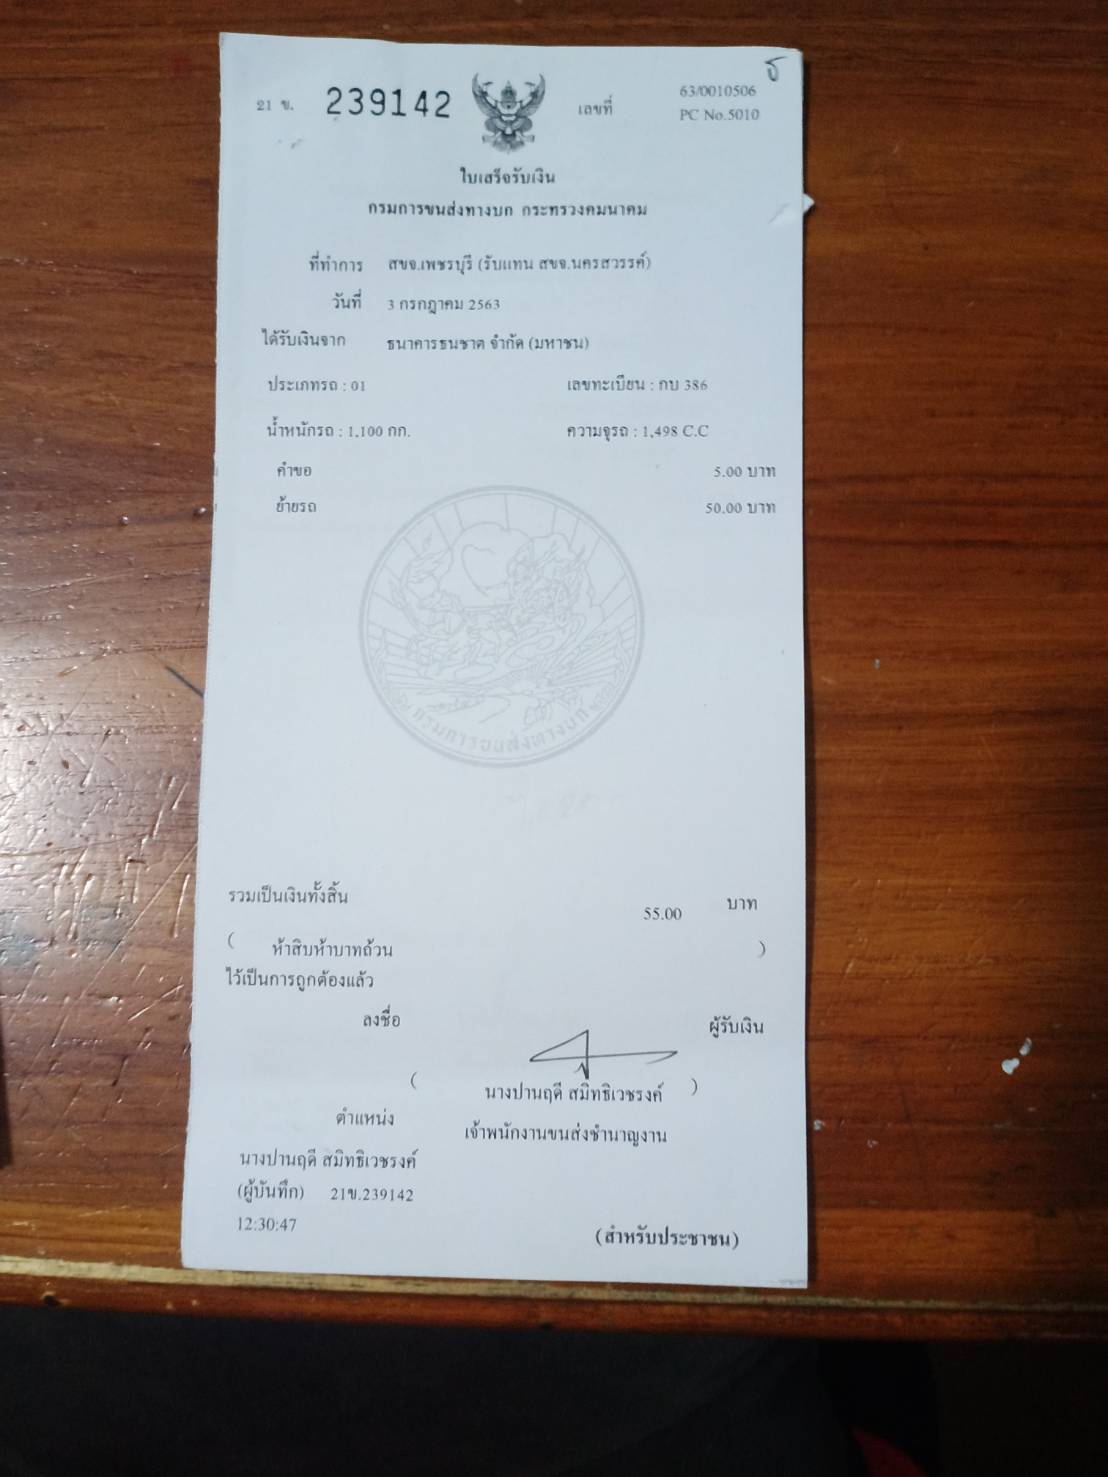 21 ข. 239142 เลขที่ 63/0010506
PC No.5010
ใบเสร็จรับเงิน
กรมการขนส่งทางบก กระทรวงคมนาคม
ที่ทำการ สขจ.เพชรบุรี (รับแทน สขจ.นครสวรรค์)
วันที่ 3 กรกฎาคม 2563
ได้รับเงินจาก ธนาคารธนชาต จำกัด (มหาชน)
ประเภทรถ : 01 เลขทะเบียน : กบ 386
น้ำหนักรถ : 1,100 กก. ความจุรถ : 1,498 C.C
คำขอ 5.00 บาท
ย้ายรถ 50.00 บาท
กรมการขนส่งทางบก
รวมเป็นเงินทั้งสิ้น 55.00 บาท
( ห้าสิบห้าบาทถ้วน )
ไว้เป็นการถูกต้องแล้ว
ลงชื่อ ผู้รับเงิน
( นางปานฤดี สมิทธิเวชรงค์ )
ตำแหน่ง เจ้าพนักงานขนส่งชำนาญงาน
นางปานฤดี สมิทธิเวชรงค์
(ผู้บันทึก) 21ข.239142
12:30:47
(สำหรับประชาชน)